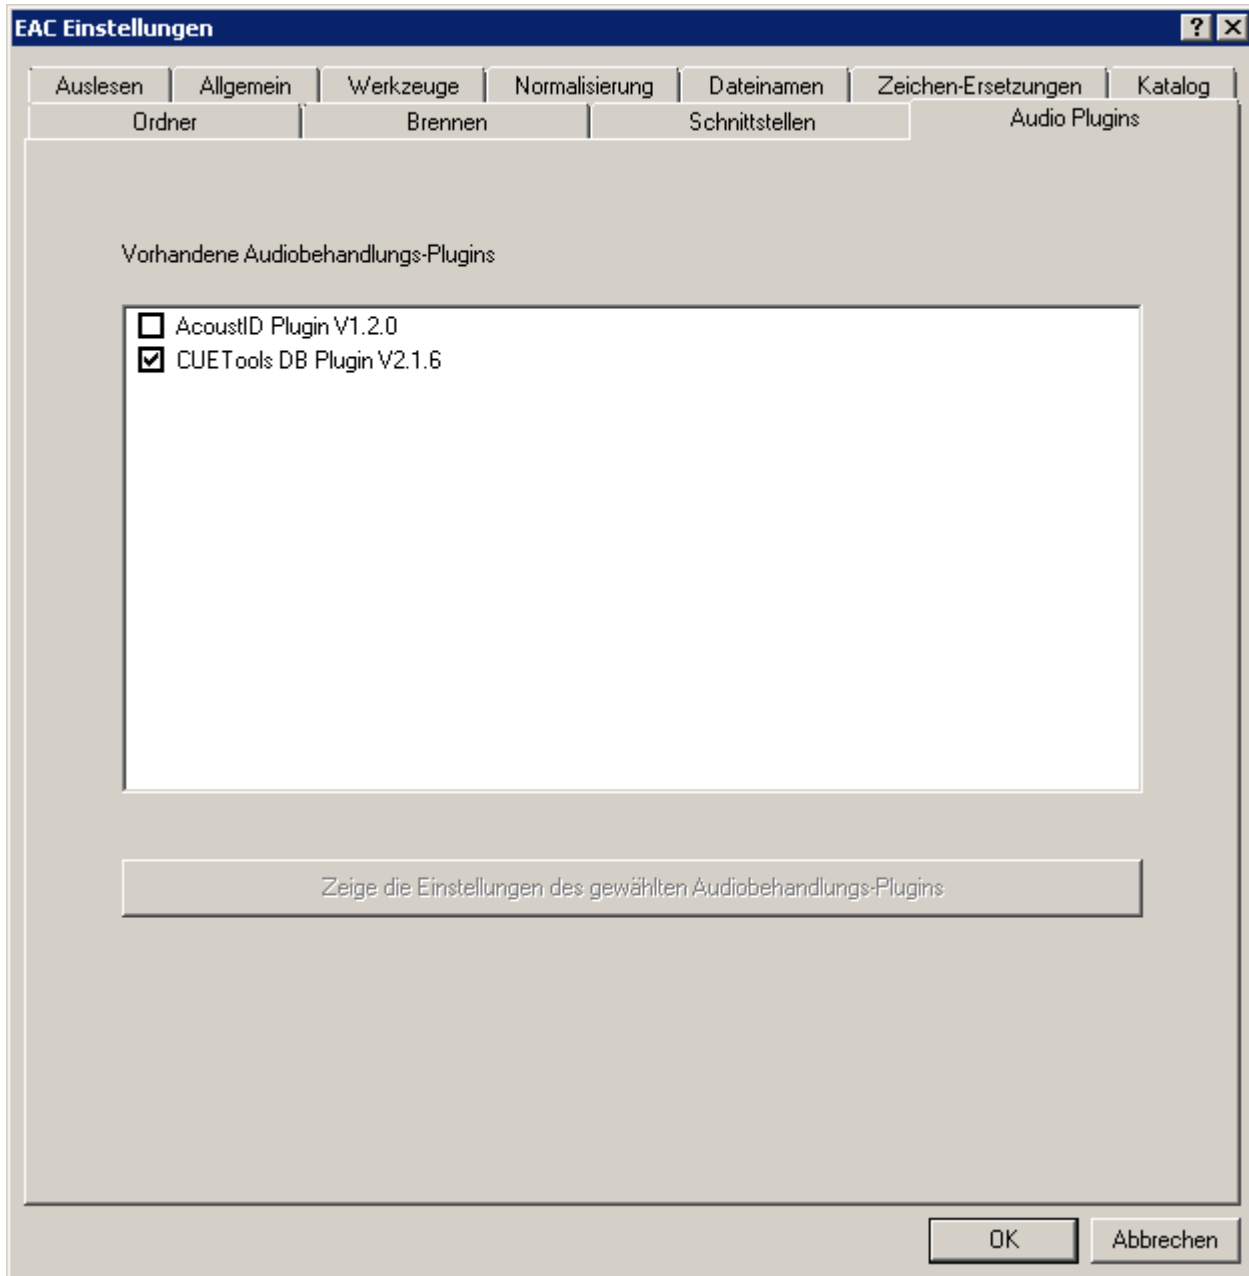 EAC Einstellungen
Auslesen Allgemein Werkzeuge Normalisierung Dateinamen Zeichen-Ersetzungen Katalog
Ordner Brennen Schnittstellen Audio Plugins
Vorhandene Audiobehandlungs-Plugins
AcoustID Plugin V1.2.0
CUETools DB Plugin V2.1.6
Zeige die Einstellungen des gewählten Audiobehandlungs-Plugins
OK Abbrechen